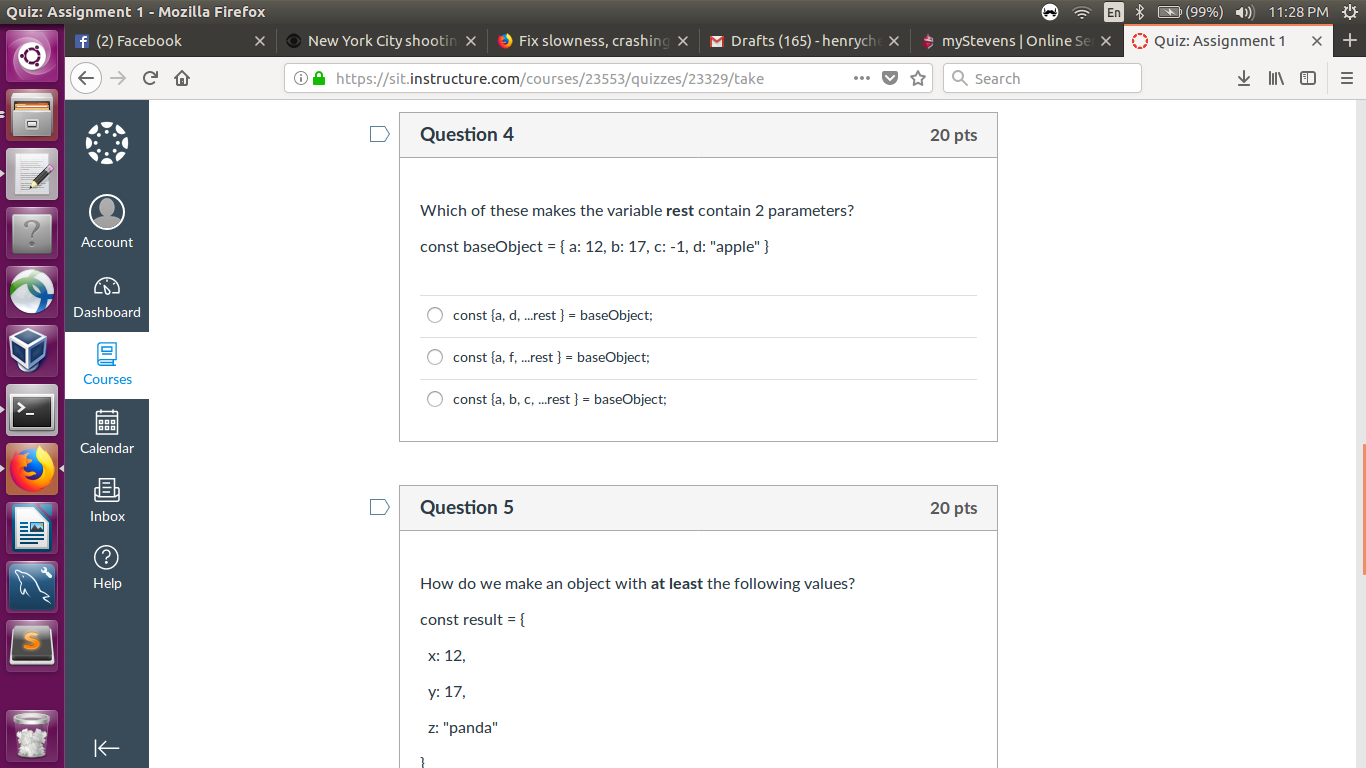 Quiz: Assignment 1 - Mozilla Firefox
En
(99%)
11:28 PM
(2) Facebook
New York City shootin
Fix slowness, crashing
Drafts (165) - henryche
myStevens | Online Se
Quiz: Assignment 1
https://sit.instructure.com/courses/23553/quizzes/23329/take
Search
Account
Dashboard
Courses
Calendar
Inbox
Help
Question 4
20 pts
Which of these makes the variable rest contain 2 parameters?
const baseObject = { a: 12, b: 17, c: -1, d: "apple" }
const {a, d, ...rest } = baseObject;
const {a, f, ...rest } = baseObject;
const {a, b, c, ...rest } = baseObject;
Question 5
20 pts
How do we make an object with at least the following values?
const result = {
x: 12,
y: 17,
z: "panda"
}